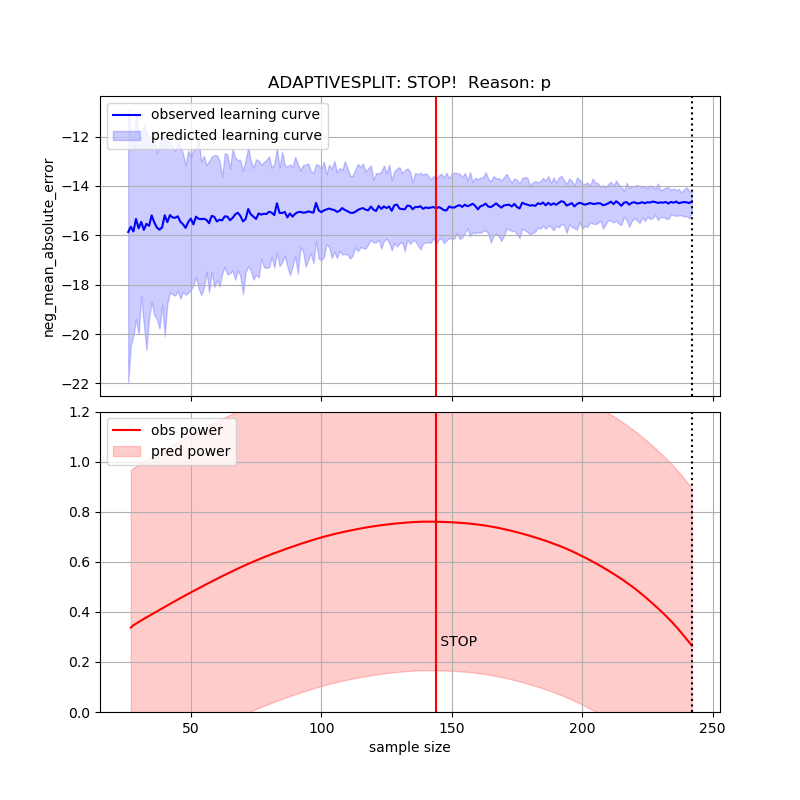 ADAPTIVESPLIT: STOP!  Reason: p
observed learning curve
predicted learning curve
neg_mean_absolute_error
−12
−14
−16
−18
−20
−22
obs power
pred power
1.2
1.0
0.8
0.6
0.4
0.2
0.0
STOP
50 100 150 200 250
sample size